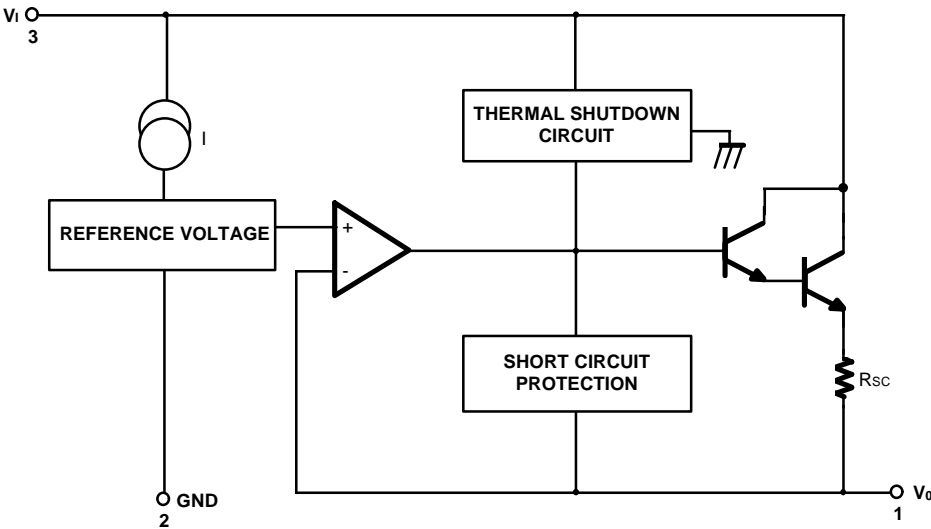 VI
3
THERMAL SHUTDOWN
CIRCUIT
I
REFERENCE VOLTAGE
+
-
SHORT CIRCUIT
PROTECTION
RSC
GND
2
V0
1